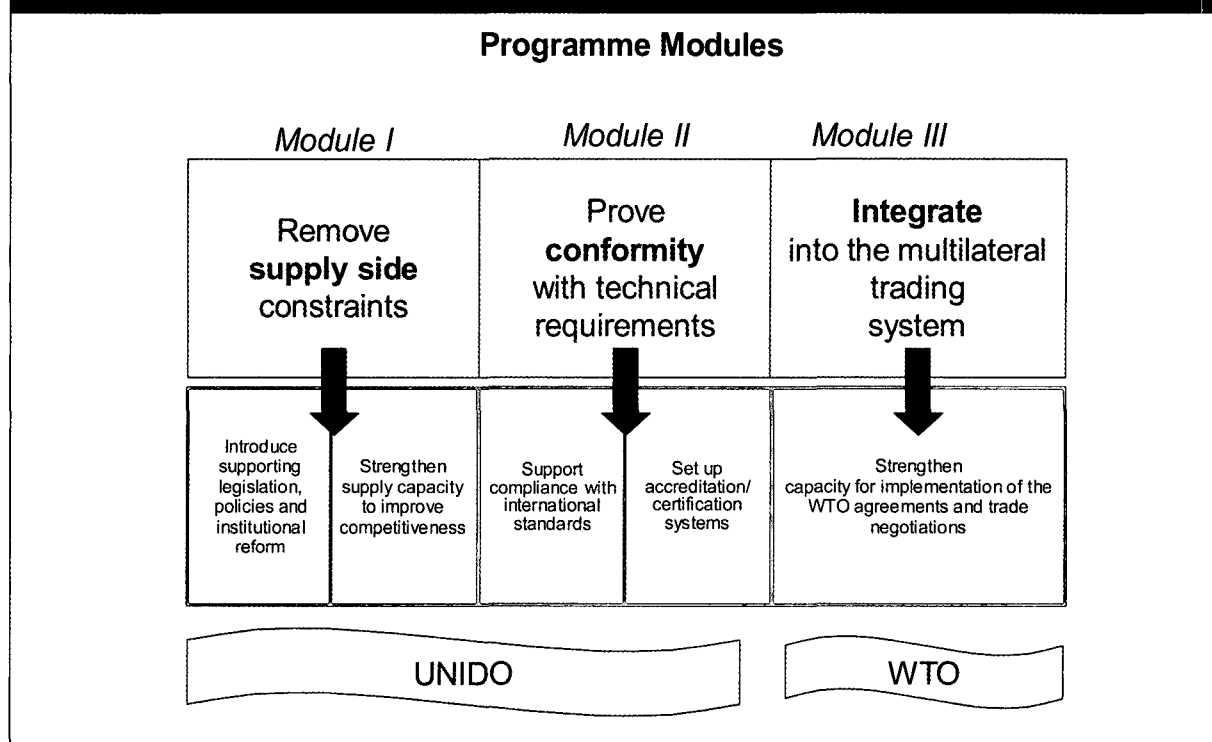 Programme Modules
Module I
Module II
Module III
Remove
supply side
constraints
Prove
conformity
with technical
requirements
Integrate
into the multilateral
trading
system
Introduce
supporting
legislation,
policies and
institutional
reform
Strengthen
supply capacity
to improve
competitiveness
Support
compliance with
international
standards
Set up
accreditation/
certification
systems
Strengthen
capacity for implementation of the
WTO agreements and trade
negotiations
UNIDO
WTO